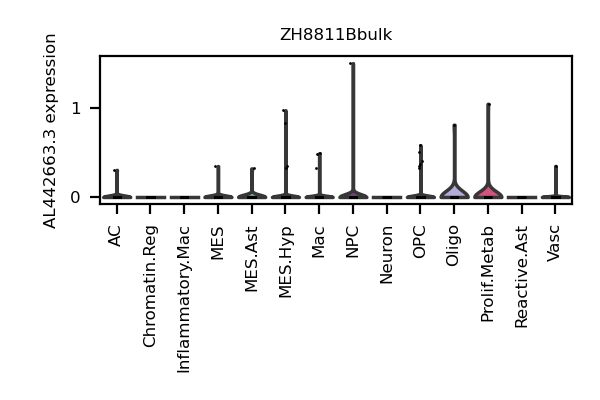 ZH8811Bbulk
AL442663.3 expression
1
0
AC
Chromatin.Reg
Inflammatory.Mac
MES
MES.Ast
MES.Hyp
Mac
NPC
Neuron
OPC
Oligo
Prolif.Metab
Reactive.Ast
Vasc